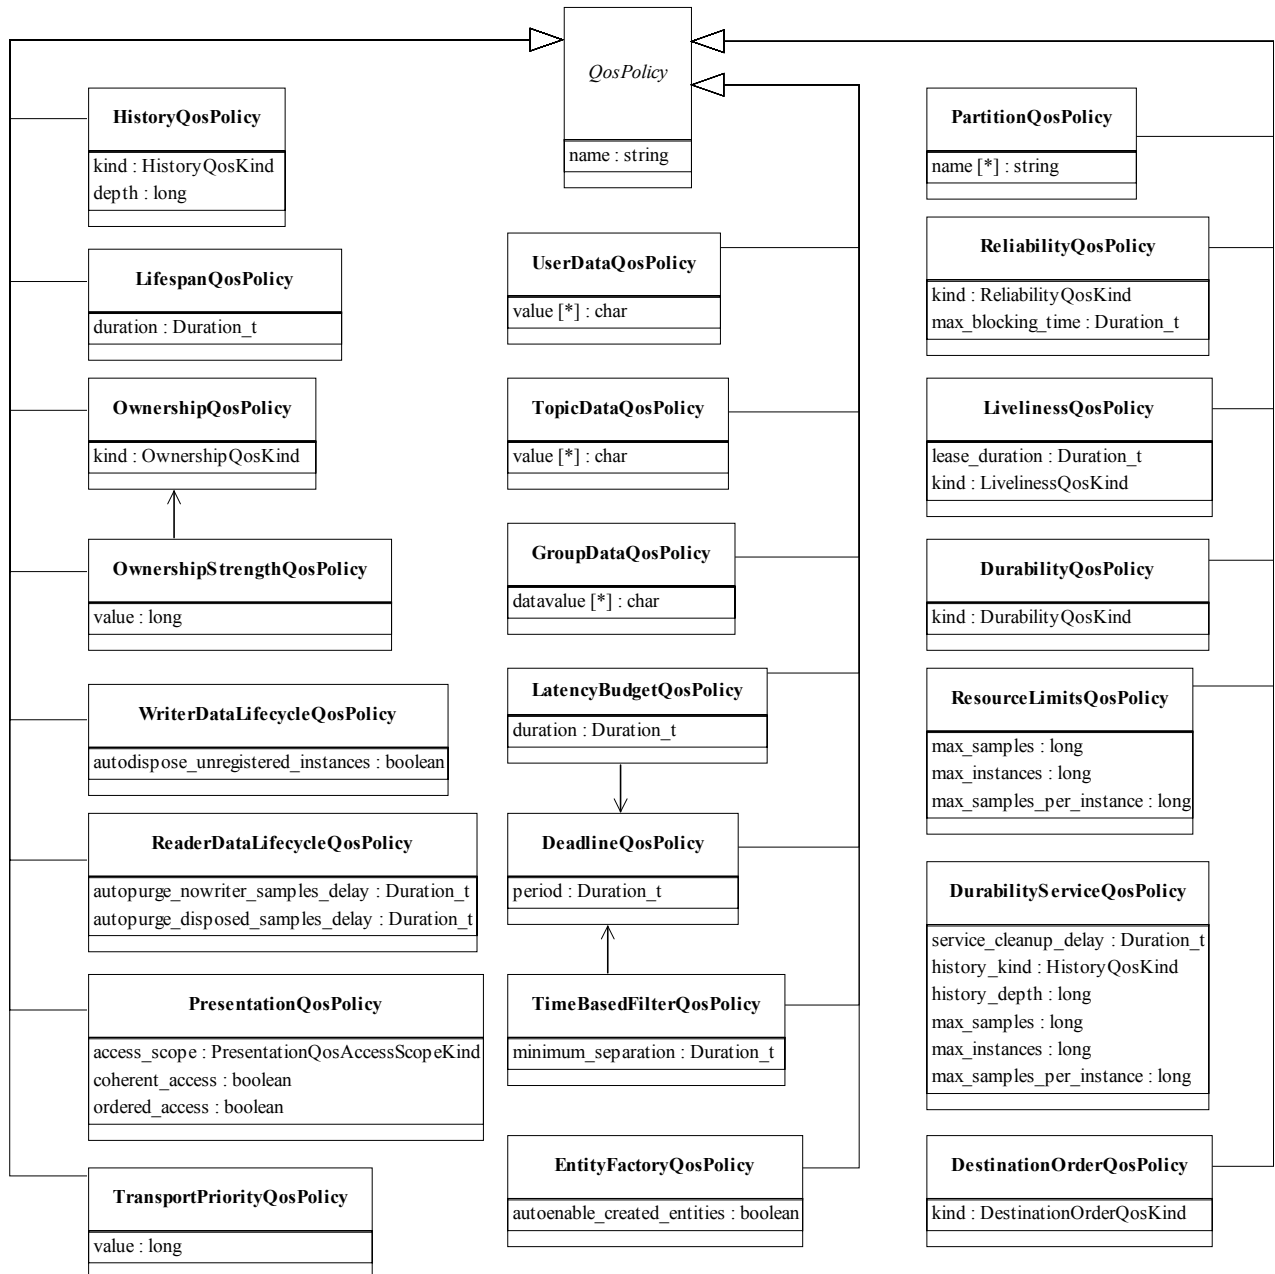 QosPolicy
name : string
HistoryQosPolicy
kind : HistoryQosKind
depth : long
LifespanQosPolicy
duration : Duration_t
OwnershipQosPolicy
kind : OwnershipQosKind
OwnershipStrengthQosPolicy
value : long
WriterDataLifecycleQosPolicy
autodispose_unregistered_instances : boolean
ReaderDataLifecycleQosPolicy
autopurge_nowriter_samples_delay : Duration_t
autopurge_disposed_samples_delay : Duration_t
PresentationQosPolicy
access_scope : PresentationQosAccessScopeKind
coherent_access : boolean
ordered_access : boolean
TransportPriorityQosPolicy
value : long
UserDataQosPolicy
value [*] : char
TopicDataQosPolicy
value [*] : char
GroupDataQosPolicy
datavalue [*] : char
LatencyBudgetQosPolicy
duration : Duration_t
DeadlineQosPolicy
period : Duration_t
TimeBasedFilterQosPolicy
minimum_separation : Duration_t
EntityFactoryQosPolicy
autoenable_created_entities : boolean
PartitionQosPolicy
name [*] : string
ReliabilityQosPolicy
kind : ReliabilityQosKind
max_blocking_time : Duration_t
LivelinessQosPolicy
lease_duration : Duration_t
kind : LivelinessQosKind
DurabilityQosPolicy
kind : DurabilityQosKind
ResourceLimitsQosPolicy
max_samples : long
max_instances : long
max_samples_per_instance : long
DurabilityServiceQosPolicy
service_cleanup_delay : Duration_t
history_kind : HistoryQosKind
history_depth : long
max_samples : long
max_instances : long
max_samples_per_instance : long
DestinationOrderQosPolicy
kind : DestinationOrderQosKind